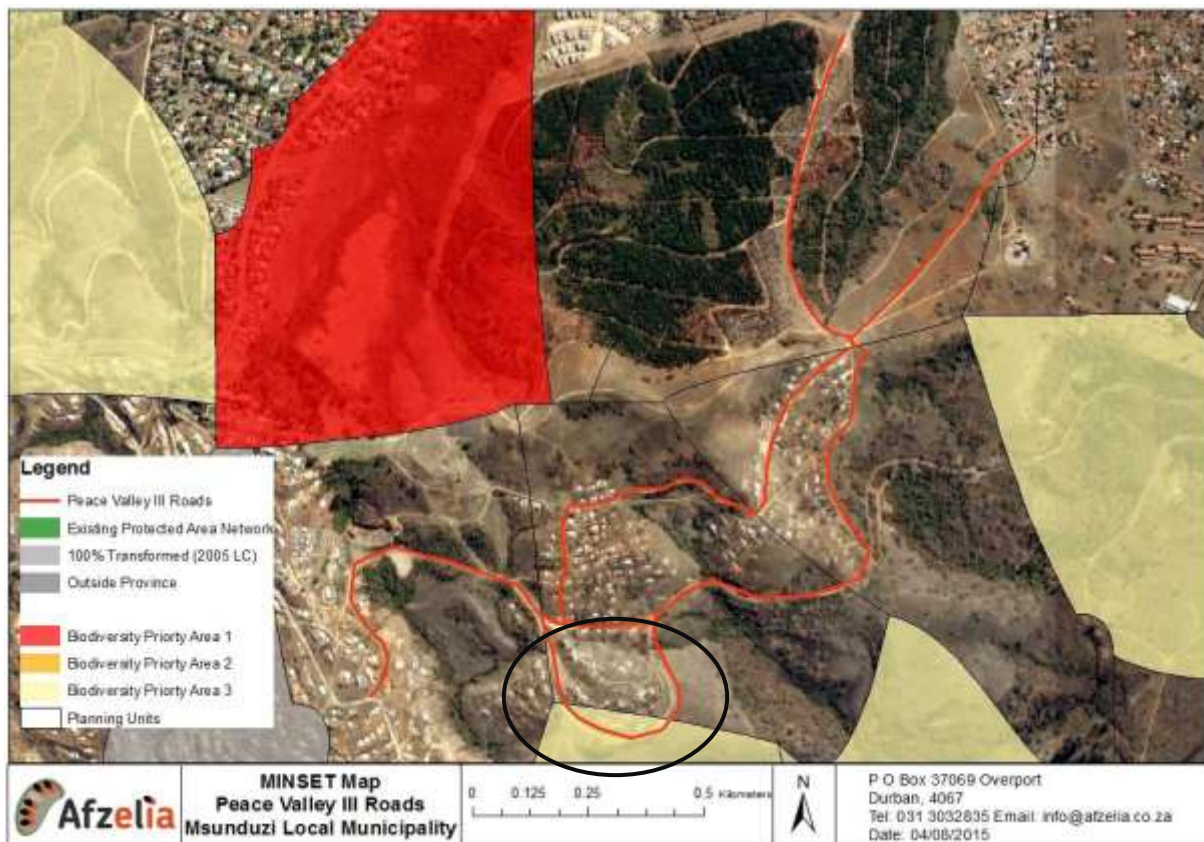 Legend
Peace Valley III Roads
Existing Protected Area Network
100% Transformed (2005 LC)
Outside Province
Biodiversity Priorty Area 1
Biodiversity Priorty Area 2
Biodiversity Priorty Area 3
Planning Units
Afzelia
MINSET Map
Peace Valley III Roads
Msunduzi Local Municipality
0 0.125 0.25 0.5 Kilometers
N
P O Box 37069 Overport
Durban, 4067
Tel: 031 3032835 Email: info@afzelia.co.za
Date: 04/08/2015